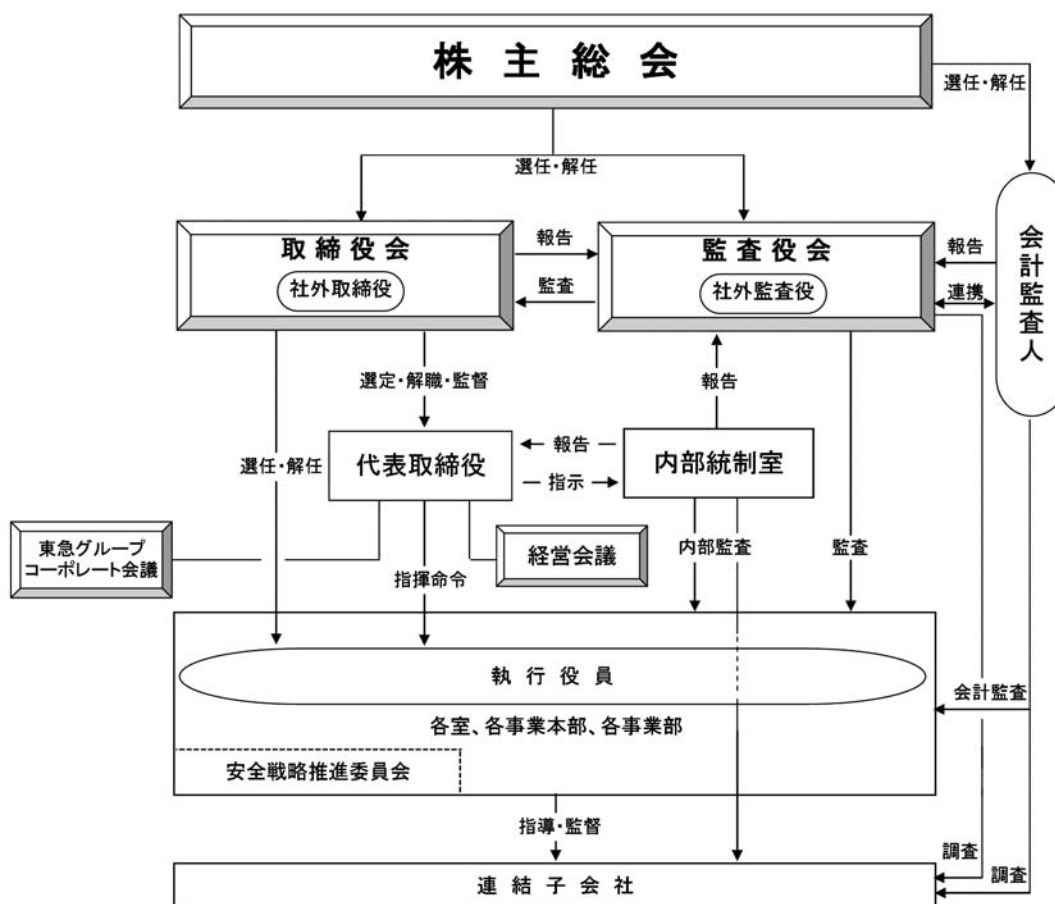 株主総会
選任・解任
選任・解任
取締役会
社外取締役
報告
監査
監査役会
社外監査役
報告
連携
会計監査人
選定・解職・監督
報告
選任・解任
代表取締役
報告
指示
内部統制室
東急グループ
コーポレート会議
経営会議
指揮命令
内部監査
監査
執行役員
会計監査
各室、各事業本部、各事業部
安全戦略推進委員会
指導・監督
調査
調査
連結子会社